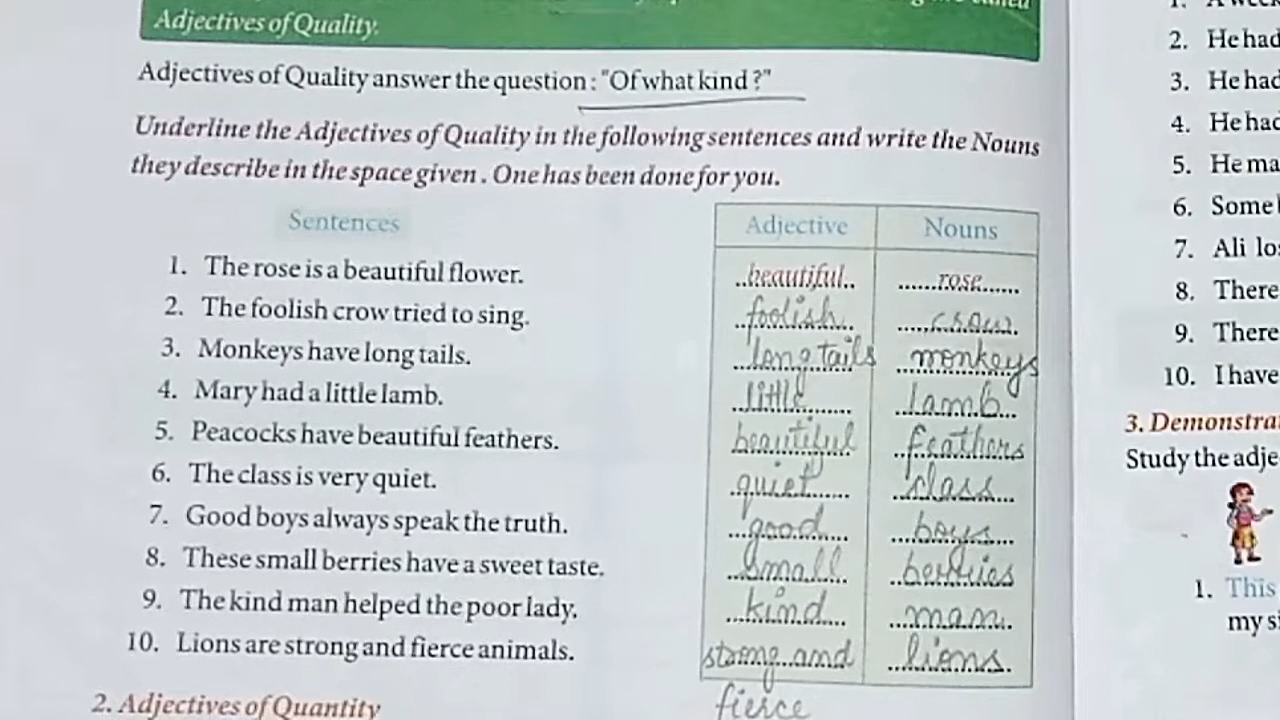 Adjectives of Quality.
Adjectives of Quality answer the question : "Of what kind ?"
Underline the Adjectives of Quality in the following sentences and write the Nouns
they describe in the space given . One has been done for you.
Sentences
Adjective Nouns
1. The rose is a beautiful flower. beautiful rose
2. The foolish crow tried to sing. foolish crow
3. Monkeys have long tails. long tails monkeys
4. Mary had a little lamb. little lamb
5. Peacocks have beautiful feathers. beautiful feathers
6. The class is very quiet. quiet class
7. Good boys always speak the truth. good boys
8. These small berries have a sweet taste. small berries
9. The kind man helped the poor lady. kind man
10. Lions are strong and fierce animals. strong and lions
fierce
2. Adjectives of Quantity
1. A week
2. He had
3. He had
4. He had
5. He ma
6. Some
7. Ali lo
8. There
9. There
10. I have
3. Demonstra
Study the adje
1. This
my si